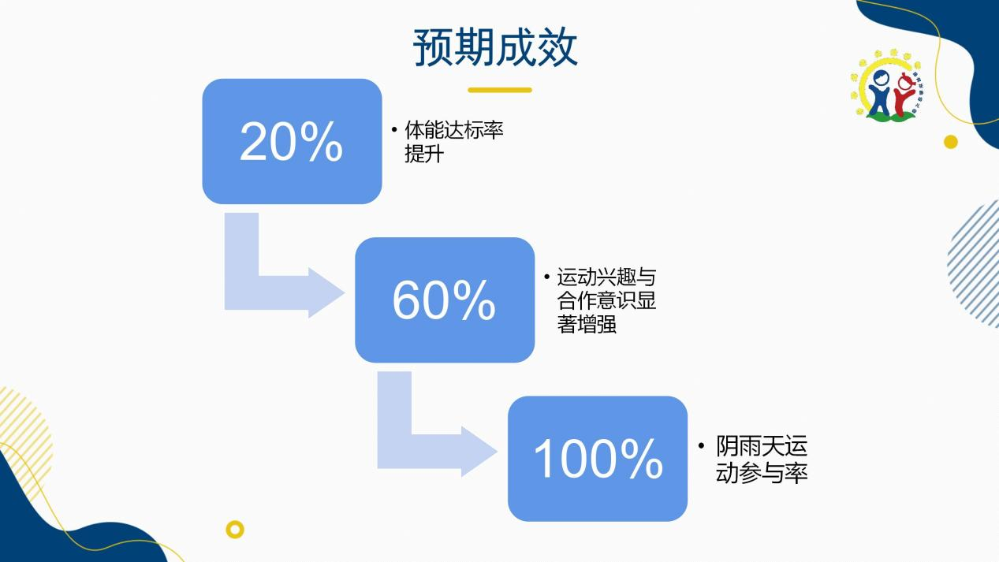 预期成效
20%
• 体能达标率
提升
60%
• 运动兴趣与
合作意识显
著增强
100%
• 阴雨天运
动参与率